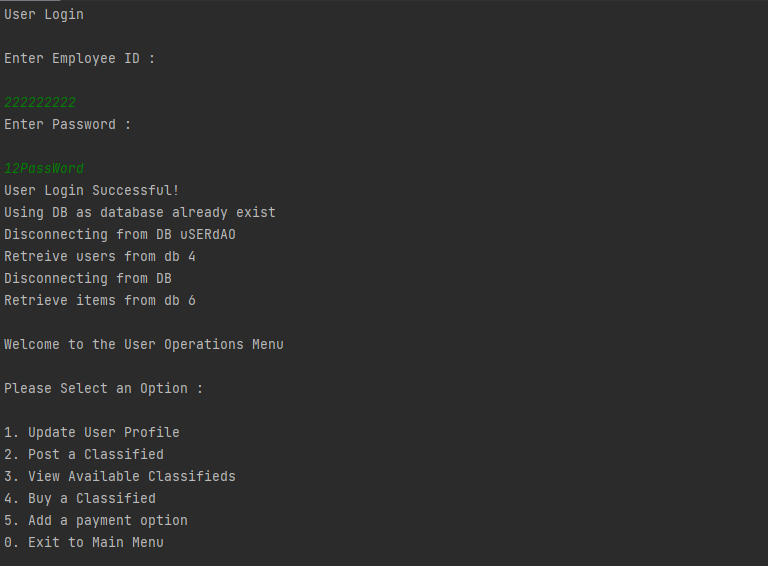 User Login
Enter Employee ID :
222222222
Enter Password :
12PassWord
User Login Successful!
Using DB as database already exist
Disconnecting from DB uSERdAO
Retreive users from db 4
Disconnecting from DB
Retrieve items from db 6
Welcome to the User Operations Menu
Please Select an Option :
1. Update User Profile
2. Post a Classified
3. View Available Classifieds
4. Buy a Classified
5. Add a payment option
0. Exit to Main Menu